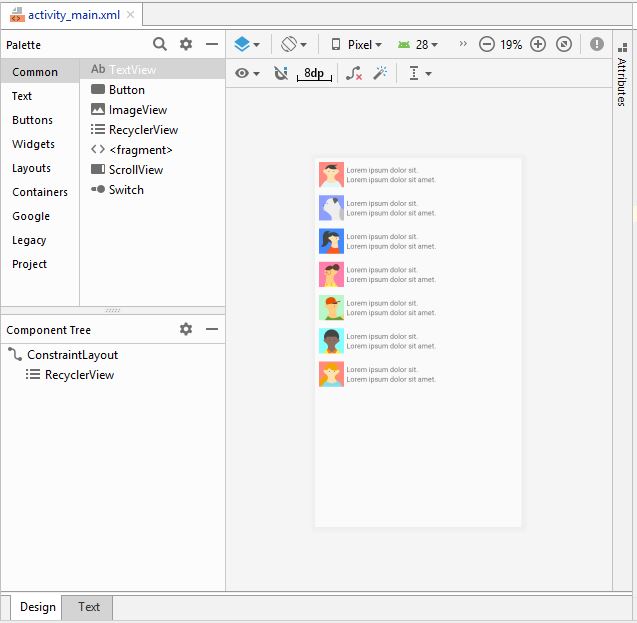 activity_main.xml
Palette
Pixel
28
19%
Common
Text
Buttons
Widgets
Layouts
Containers
Google
Legacy
Project
Ab TextView
Button
ImageView
RecyclerView
<fragment>
ScrollView
Switch
8dp
Attributes
Lorem ipsum dolor sit.
Lorem ipsum dolor sit amet.
Lorem ipsum dolor sit.
Lorem ipsum dolor sit amet.
Lorem ipsum dolor sit.
Lorem ipsum dolor sit amet.
Lorem ipsum dolor sit.
Lorem ipsum dolor sit amet.
Lorem ipsum dolor sit.
Lorem ipsum dolor sit amet.
Lorem ipsum dolor sit.
Lorem ipsum dolor sit amet.
Lorem ipsum dolor sit.
Lorem ipsum dolor sit amet.
Component Tree
ConstraintLayout
RecyclerView
Design
Text